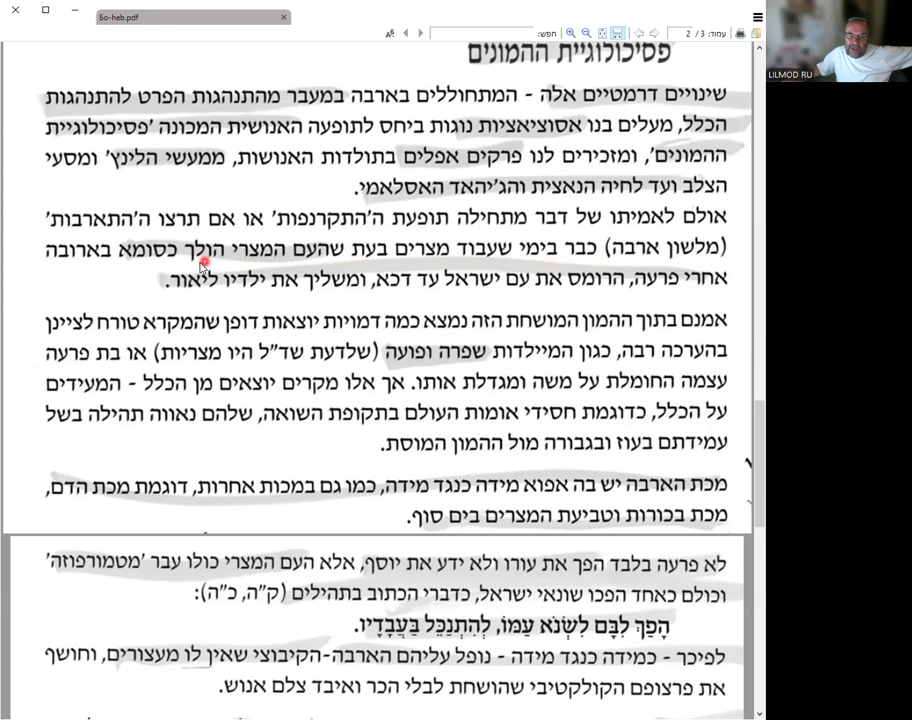 5o-heb.pdf
עמוד: 2 / 3
חפש:
LILMOD RU
פסיכולוגיית ההמונים
שינויים דרמטיים אלה - המתחוללים בארבה במעבר מהתנהגות הפרט להתנהגות
הכלל, מעלים בנו אסוציאציות נוגות ביחס לתופעה האנושית המכונה 'פסיכולוגיית
ההמונים', ומזכירים לנו פרקים אפלים בתולדות האנושות, ממעשי הלינץ' ומסעי
הצלב ועד לחיה הנאצית והג'יהאד האסלאמי.
אולם לאמיתו של דבר מתחילה תופעת ה'התקרנפות' או אם תרצו ה'התארבות'
(מלשון ארבה) כבר בימי שעבוד מצרים בעת שהעם המצרי הולך כסומא בארובה
אחרי פרעה, הרומס את עם ישראל עד דכא, ומשליך את ילדיו ליאור.
אמנם בתוך ההמון המושחת הזה נמצא כמה דמויות יוצאות דופן שהמקרא טורח לציינן
בהערכה רבה, כגון המיילדות שפרה ופועה (שלדעת שד"ל היו מצריות) או בת פרעה
עצמה החומלת על משה ומגדלת אותו. אך אלו מקרים יוצאים מן הכלל - המעידים
על הכלל, כדוגמת חסידי אומות העולם בתקופת השואה, שלהם נאווה תהילה בשל
עמידתם בעוז ובגבורה מול ההמון המוסת.
מכת הארבה יש בה אפוא מידה כנגד מידה, כמו גם במכות אחרות, דוגמת מכת הדם,
מכת בכורות וטביעת המצרים בים סוף.
לא פרעה בלבד הפך את עורו ולא ידע את יוסף, אלא העם המצרי כולו עבר 'מטמורפוזה'
וכולם כאחד הפכו שונאי ישראל, כדברי הכתוב בתהילים (ק"ה, כ"ה):
הָפַךְ לִבָּם לִשְׂנֹא עַמּוֹ, לְהִתְנַכֵּל בַּעֲבָדָיו.
לפיכך - כמידה כנגד מידה - נופל עליהם הארבה-הקיבוצי שאין לו מעצורים, וחושף
את פרצופם הקולקטיבי שהושחת לבלי הכר ואיבד צלם אנוש.